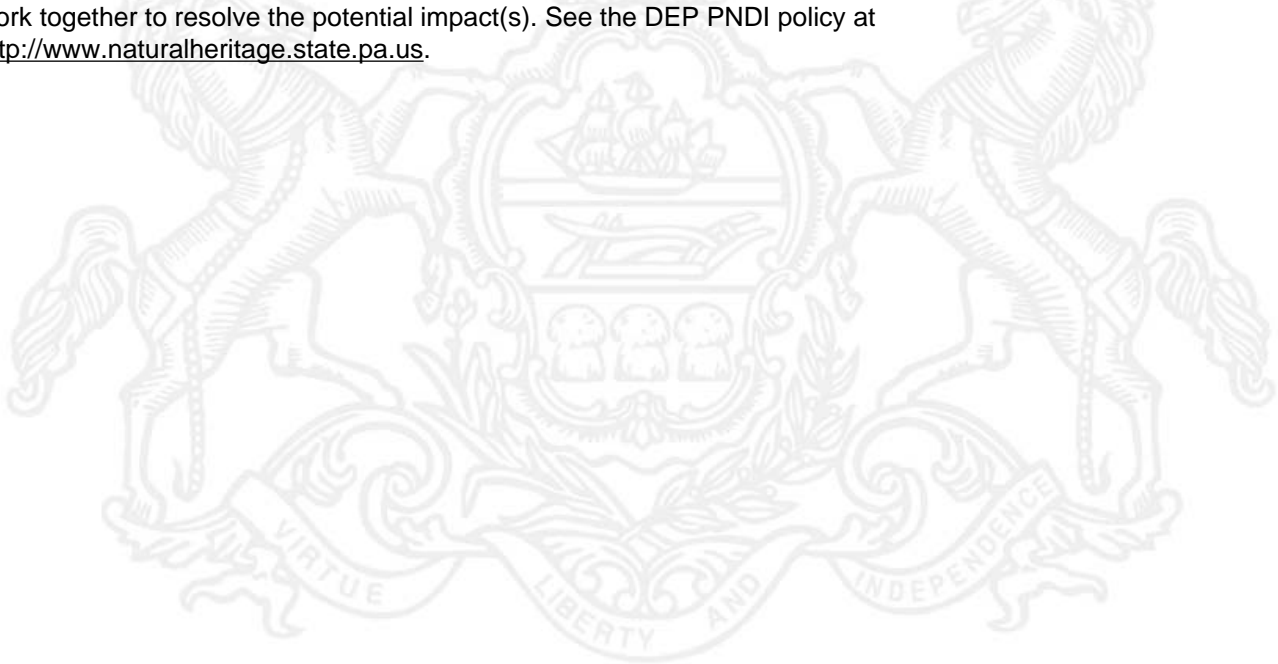 ork together to resolve the potential impact(s). See the DEP PNDI policy at
tp://www.naturalheritage.state.pa.us.
VIRTUE
LIBERTY AND
INDEPENDENCE